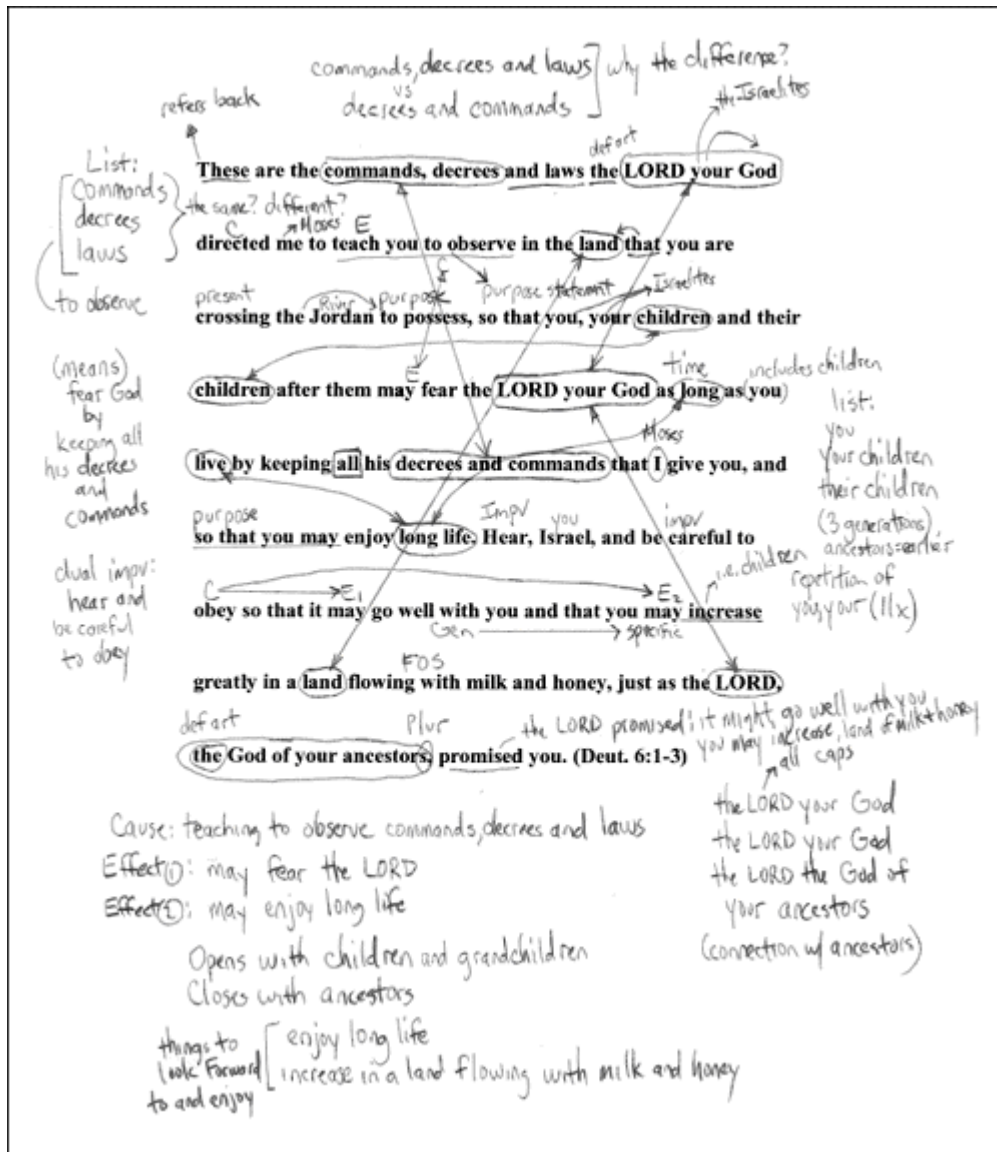 commands, decrees and laws
vs
decrees and commands
why the difference?
the Israelites
refers back
def art
These are the commands, decrees and laws the LORD your God
List:
commands
decrees
laws
to observe
the same? different?
C
Moses
E
directed me to teach you to observe in the land that you are
C
present
River
purpose
purpose statement
Israelites
crossing the Jordan to possess, so that you, your children and their
E
time
(includes children)
children after them may fear the LORD your God as long as you
(means)
fear God
by
keeping all
his decrees
and
commands
Moses
live by keeping all his decrees and commands that I give you, and
list:
you
your children
their children
(3 generations)
ancestors=earlier
repetition of
you, your (11x)
purpose
Impv
you
impv
so that you may enjoy long life. Hear, Israel, and be careful to
dual impv:
hear and
be careful
to obey
C
E1
E2
i.e. children
obey so that it may go well with you and that you may increase
Gen
specific
FOS
greatly in a land flowing with milk and honey, just as the LORD,
def art
Plur
the LORD promised: it might go well with you
you may increase, land of milk + honey
the God of your ancestors, promised you. (Deut. 6:1-3)
all caps
the LORD your God
the LORD your God
the LORD the God of
your ancestors
(connection w/ ancestors)
Cause: teaching to observe commands, decrees and laws
Effect 1: may fear the LORD
Effect 2: may enjoy long life
Opens with children and grandchildren
Closes with ancestors
things to
look forward
to and enjoy
enjoy long life
increase in a land flowing with milk and honey